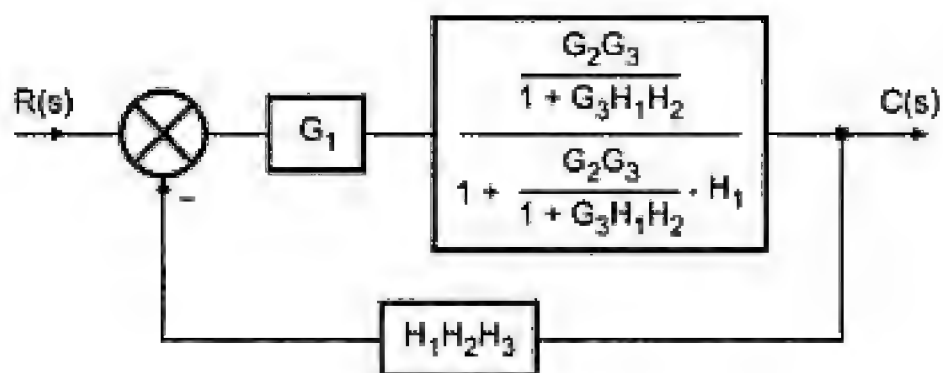 R(s)
G₁
G₂G₃
1 + G₃H₁H₂
1 + G₂G₃
1 + G₃H₁H₂ · H₁
C(s)
−
H₁H₂H₃